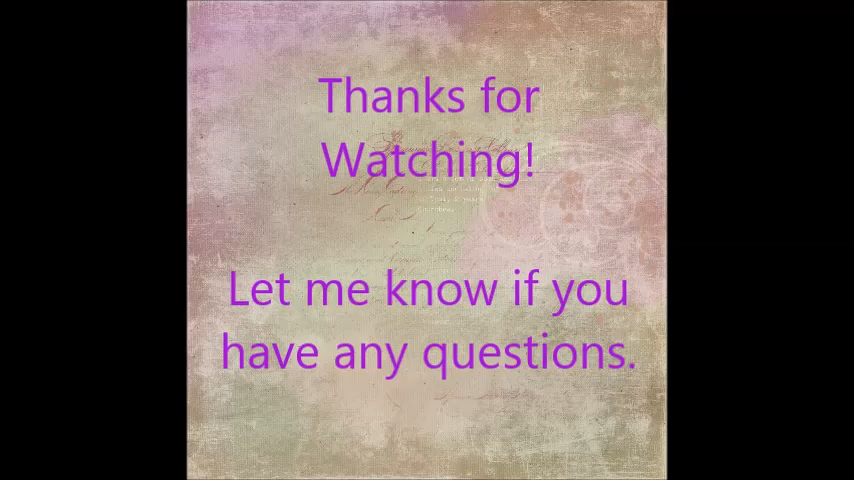 Thanks for
Watching!
Let me know if you
have any questions.